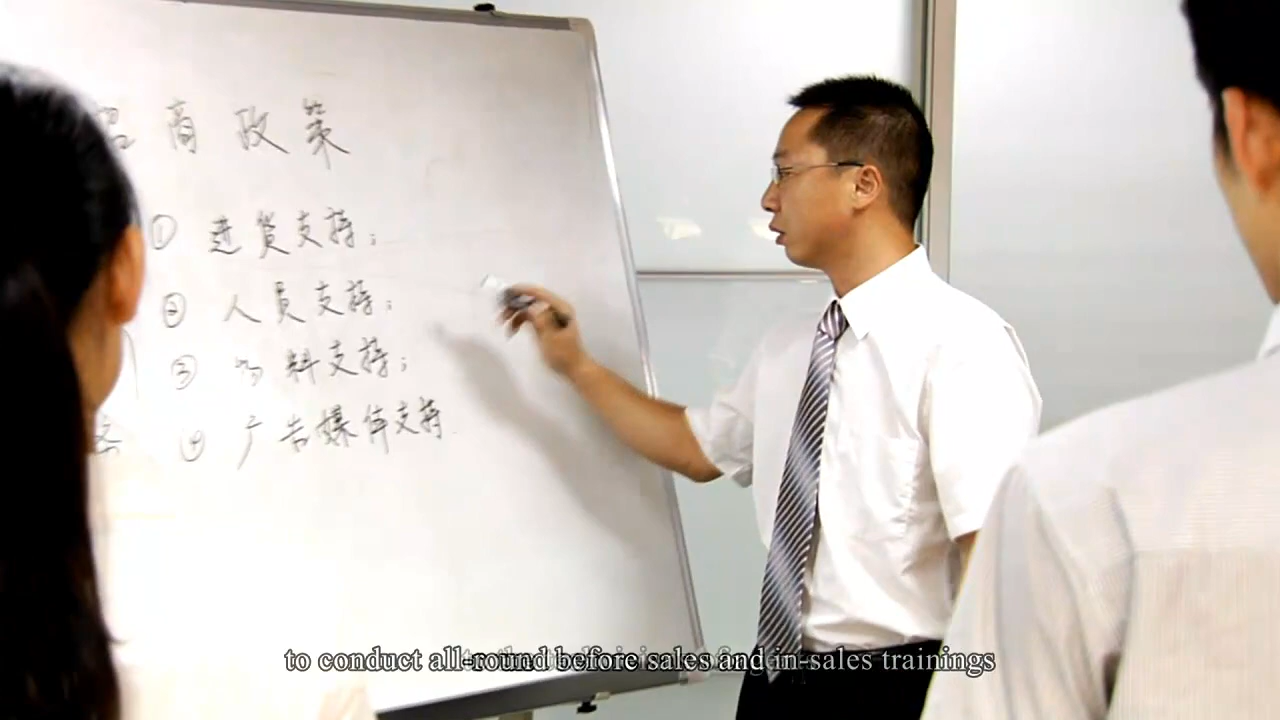 招商政策
① 进货支持；
② 人员支持；
③ 物料支持；
④ 广告媒体支持
to conduct all-round before sales and in-sales trainings